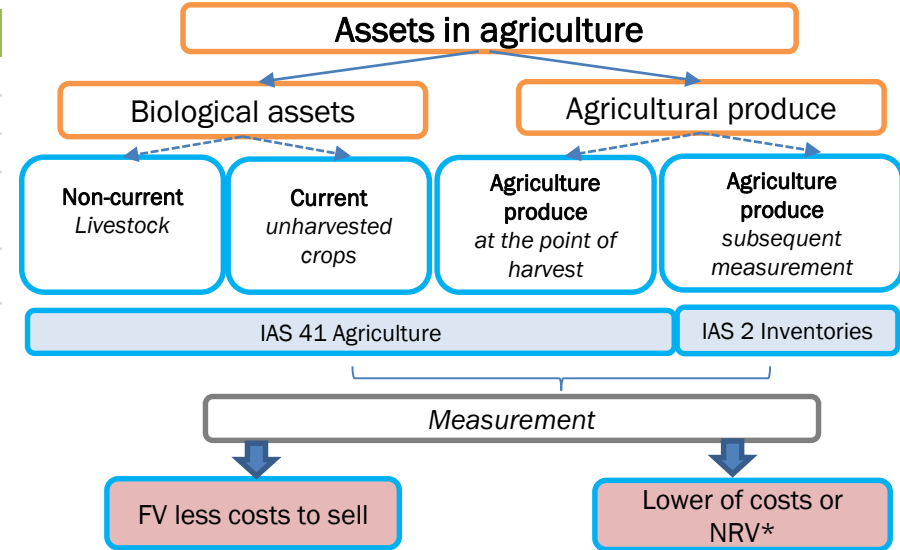 Assets in agriculture
Biological assets
Agricultural produce
Non-current
Livestock
Current
unharvested
crops
Agriculture
produce
at the point of
harvest
Agriculture
produce
subsequent
measurement
IAS 41 Agriculture
IAS 2 Inventories
Measurement
FV less costs to sell
Lower of costs or
NRV*